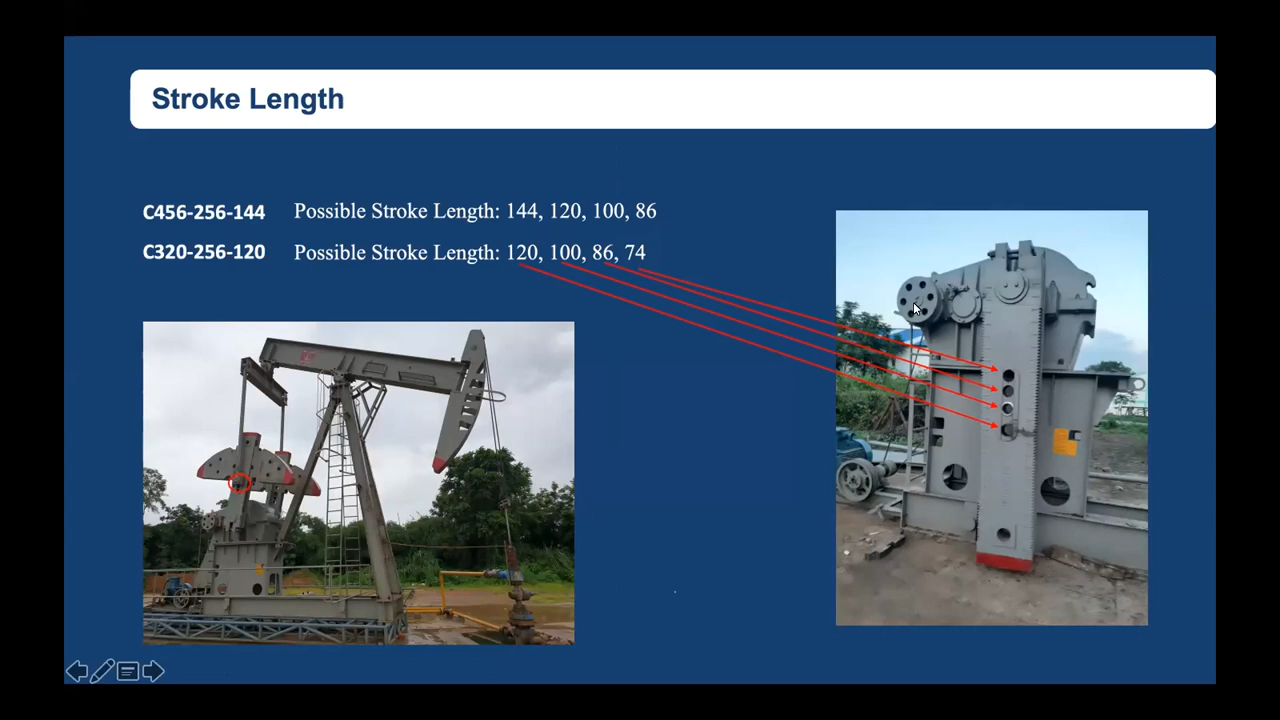 Stroke Length
C456-256-144 Possible Stroke Length: 144, 120, 100, 86
C320-256-120 Possible Stroke Length: 120, 100, 86, 74